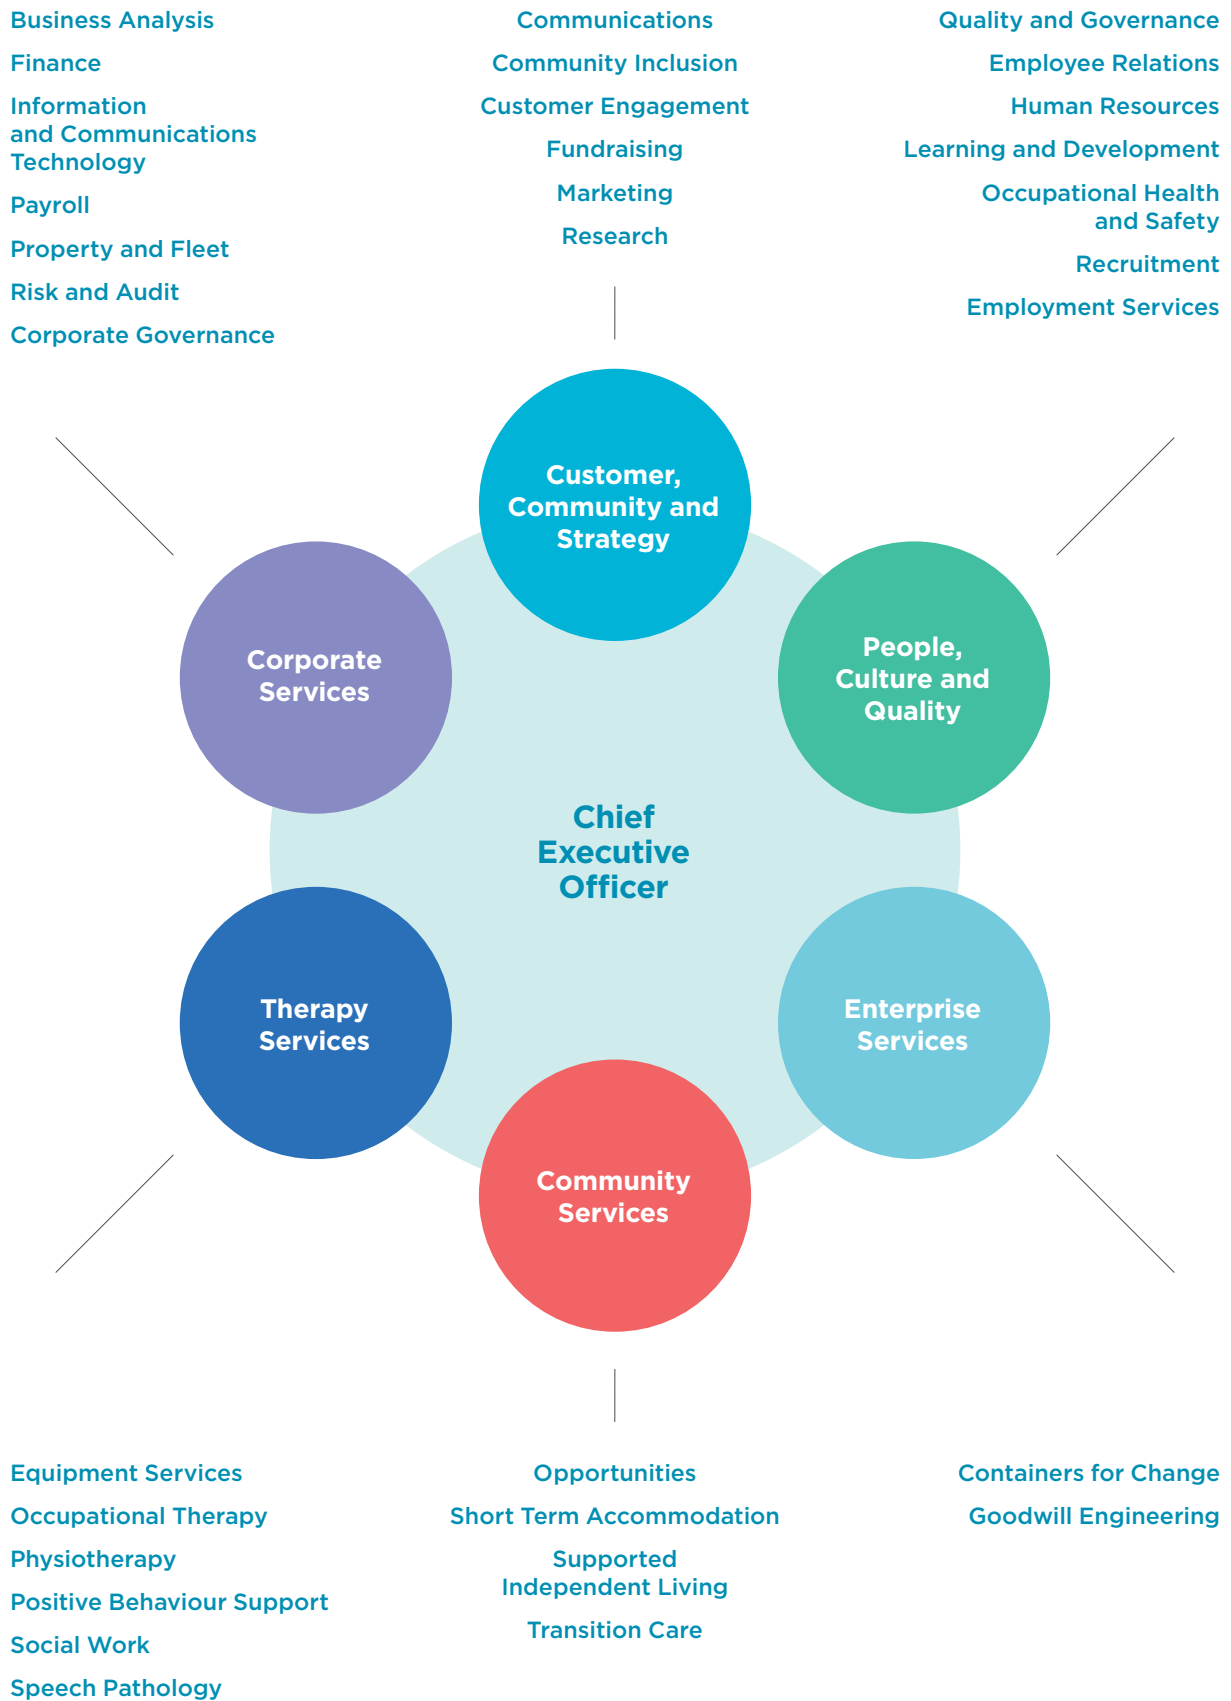 Business Analysis
Finance
Information
and Communications
Technology
Payroll
Property and Fleet
Risk and Audit
Corporate Governance
Communications
Community Inclusion
Customer Engagement
Fundraising
Marketing
Research
Quality and Governance
Employee Relations
Human Resources
Learning and Development
Occupational Health
and Safety
Recruitment
Employment Services
Customer,
Community and
Strategy
Corporate
Services
People,
Culture and
Quality
Chief
Executive
Officer
Therapy
Services
Enterprise
Services
Community
Services
Equipment Services
Occupational Therapy
Physiotherapy
Positive Behaviour Support
Social Work
Speech Pathology
Opportunities
Short Term Accommodation
Supported
Independent Living
Transition Care
Containers for Change
Goodwill Engineering